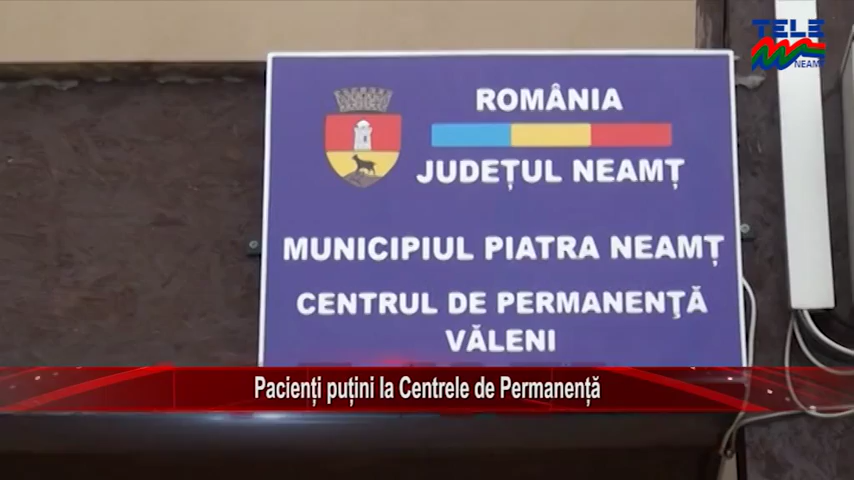 TELE
NEAMȚ
ROMÂNIA
JUDEȚUL NEAMȚ
MUNICIPIUL PIATRA NEAMȚ
CENTRUL DE PERMANENŢĂ
VĂLENI
Pacienți puțini la Centrele de Permanență